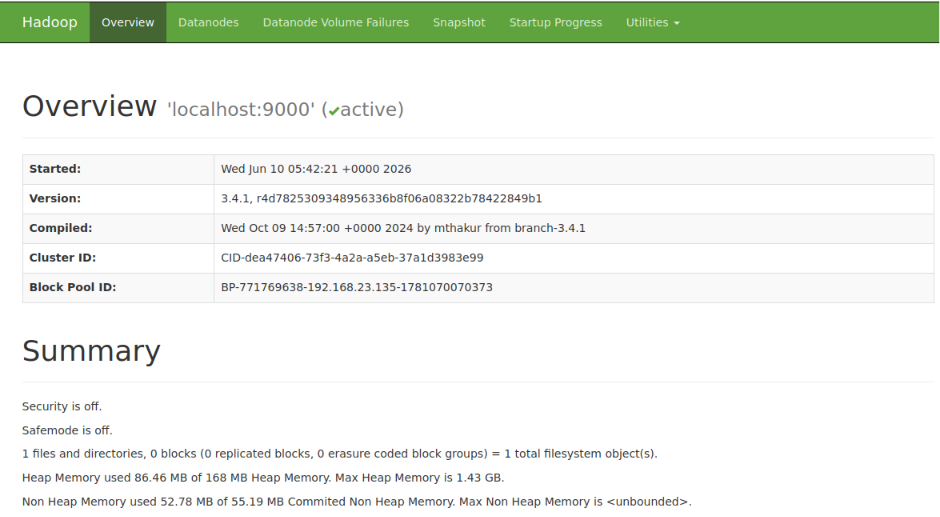 Hadoop Overview Datanodes Datanode Volume Failures Snapshot Startup Progress Utilities
Overview 'localhost:9000' (✔active)
Started: Wed Jun 10 05:42:21 +0000 2026
Version: 3.4.1, r4d7825309348956336b8f06a08322b78422849b1
Compiled: Wed Oct 09 14:57:00 +0000 2024 by mthakur from branch-3.4.1
Cluster ID: CID-dea47406-73f3-4a2a-a5eb-37a1d3983e99
Block Pool ID: BP-771769638-192.168.23.135-1781070070373
Summary
Security is off.
Safemode is off.
1 files and directories, 0 blocks (0 replicated blocks, 0 erasure coded block groups) = 1 total filesystem object(s).
Heap Memory used 86.46 MB of 168 MB Heap Memory. Max Heap Memory is 1.43 GB.
Non Heap Memory used 52.78 MB of 55.19 MB Commited Non Heap Memory. Max Non Heap Memory is <unbounded>.